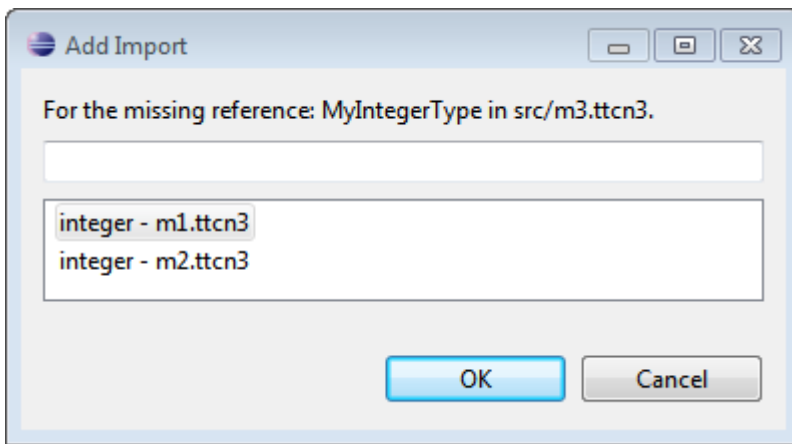 Add Import
For the missing reference: MyIntegerType in src/m3.ttcn3.
integer - m1.ttcn3
integer - m2.ttcn3
OK Cancel